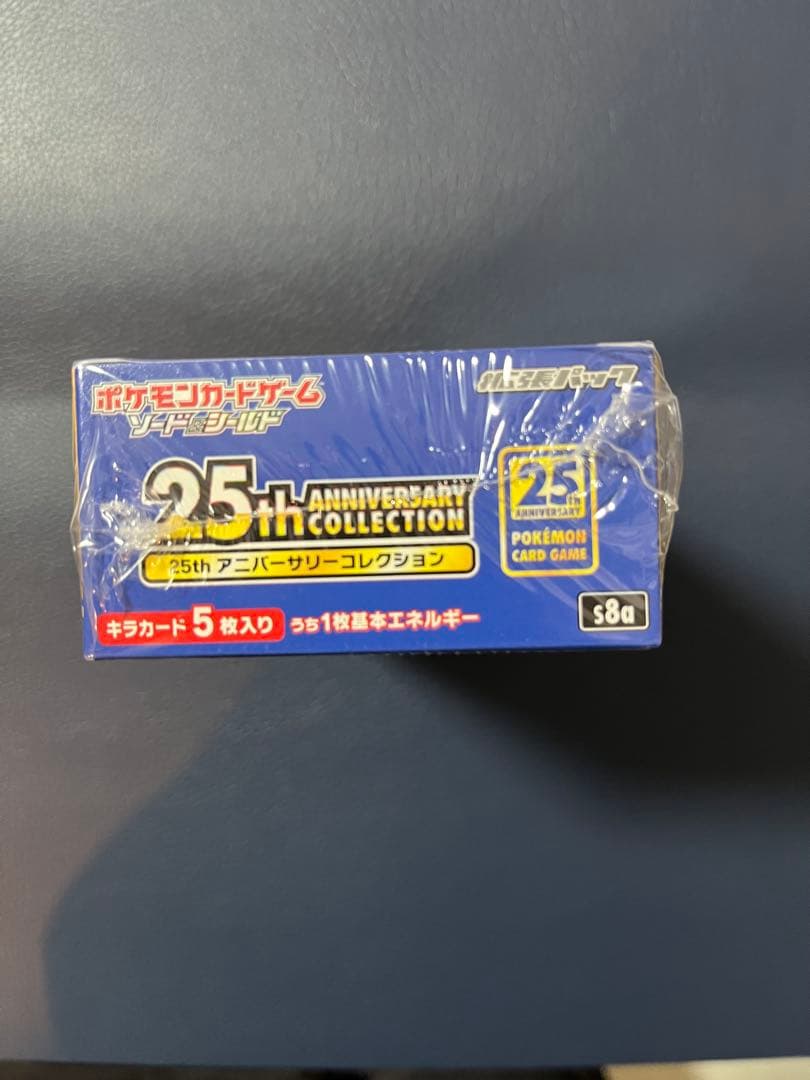 ポケモンカードゲーム
ソード&シールド
拡張パック
25th ANNIVERSARY
COLLECTION
25th アニバーサリーコレクション
25th
ANNIVERSARY
POKÉMON
CARD GAME
キラカード5枚入り うち1枚基本エネルギー
s8a